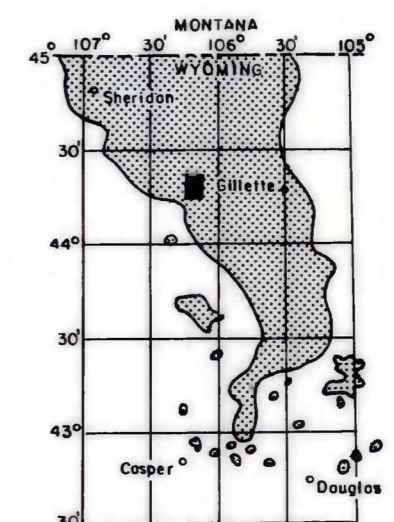 MONTANA
107° 30' 106° 30' 105°
45° WYOMING
Sheridan
30'
Gillette
44°
30'
43°
Casper
Douglas
30'